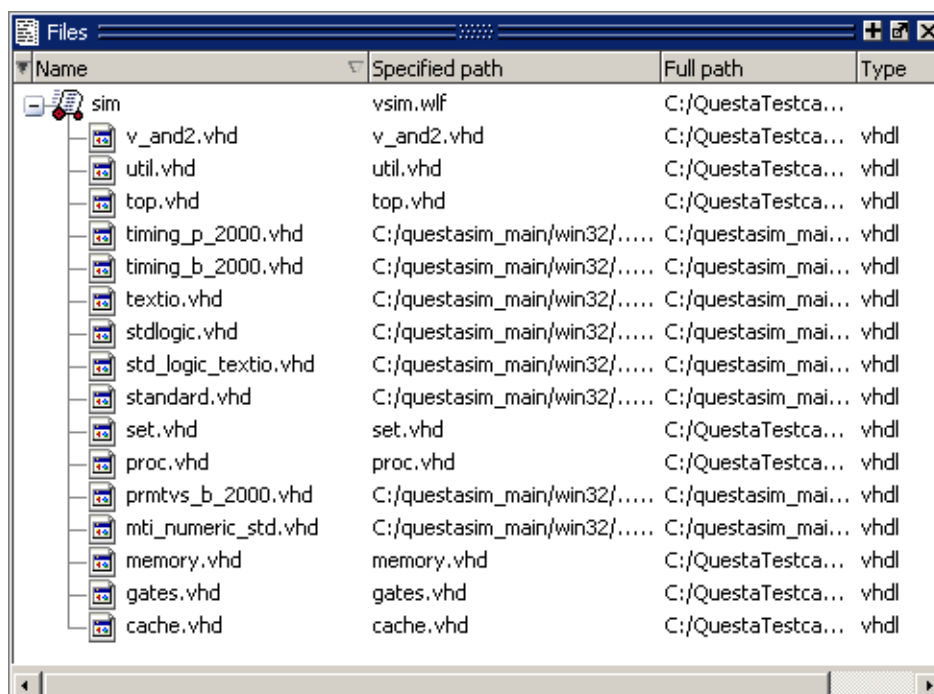 Files
Name Specified path Full path Type
sim vsim.wlf C:/QuestaTestca...
v_and2.vhd v_and2.vhd C:/QuestaTestca... vhdl
util.vhd util.vhd C:/QuestaTestca... vhdl
top.vhd top.vhd C:/QuestaTestca... vhdl
timing_p_2000.vhd C:/questasim_main/win32/..... C:/questasim_mai... vhdl
timing_b_2000.vhd C:/questasim_main/win32/..... C:/questasim_mai... vhdl
textio.vhd C:/questasim_main/win32/..... C:/questasim_mai... vhdl
stdlogic.vhd C:/questasim_main/win32/..... C:/questasim_mai... vhdl
std_logic_textio.vhd C:/questasim_main/win32/..... C:/questasim_mai... vhdl
standard.vhd C:/questasim_main/win32/..... C:/questasim_mai... vhdl
set.vhd set.vhd C:/QuestaTestca... vhdl
proc.vhd proc.vhd C:/QuestaTestca... vhdl
prmtvs_b_2000.vhd C:/questasim_main/win32/..... C:/questasim_mai... vhdl
mti_numeric_std.vhd C:/questasim_main/win32/..... C:/questasim_mai... vhdl
memory.vhd memory.vhd C:/QuestaTestca... vhdl
gates.vhd gates.vhd C:/QuestaTestca... vhdl
cache.vhd cache.vhd C:/QuestaTestca... vhdl